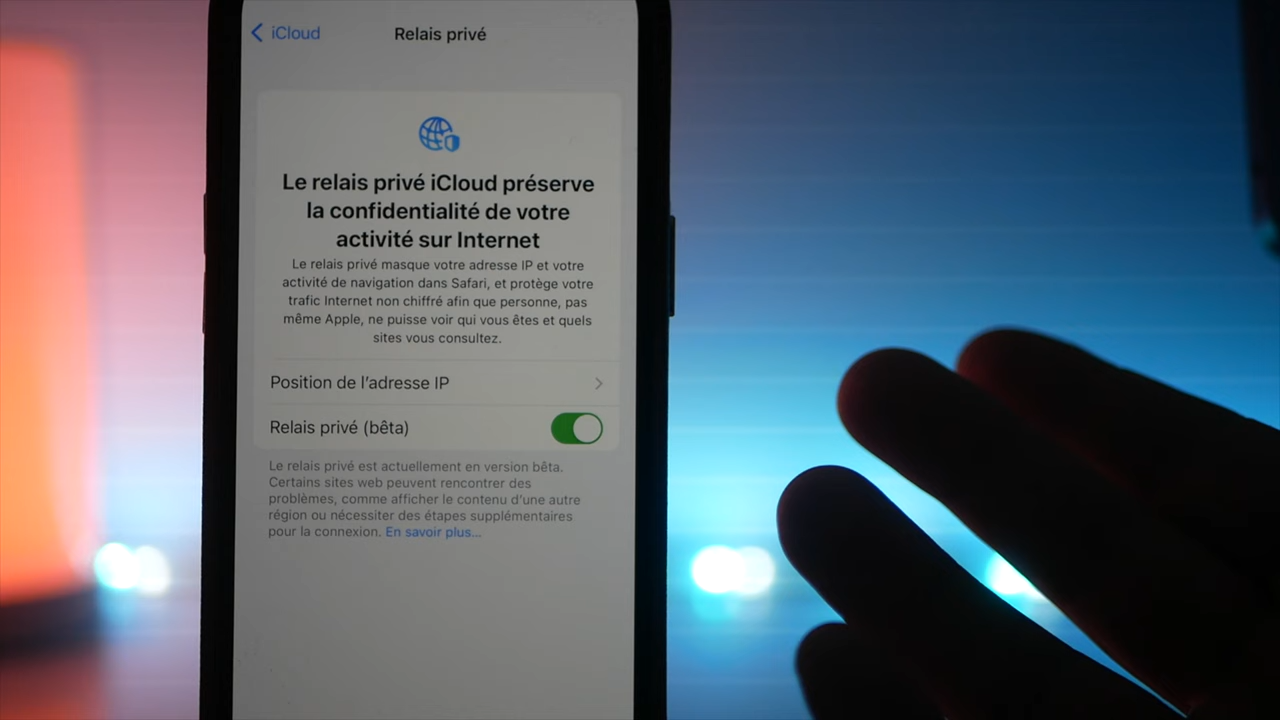 iCloud
Relais privé
Le relais privé iCloud préserve
la confidentialité de votre
activité sur Internet
Le relais privé masque votre adresse IP et votre
activité de navigation dans Safari, et protège votre
trafic Internet non chiffré afin que personne, pas
même Apple, ne puisse voir qui vous êtes et quels
sites vous consultez.
Position de l'adresse IP
Relais privé (bêta)
Le relais privé est actuellement en version bêta.
Certains sites web peuvent rencontrer des
problèmes, comme afficher le contenu d'une autre
région ou nécessiter des étapes supplémentaires
pour la connexion. En savoir plus...